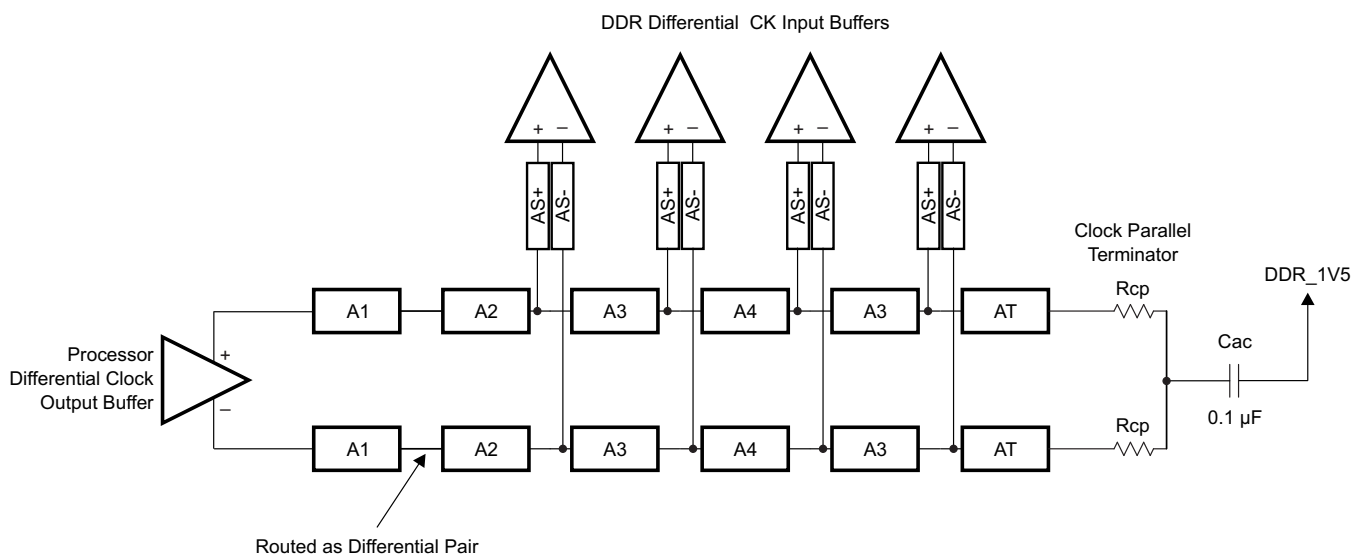 DDR Differential CK Input Buffers
+ –
+ –
+ –
+ –
AS+
AS-
AS+
AS-
AS+
AS-
AS+
AS-
Clock Parallel
Terminator
DDR_1V5
A1
A2
A3
A4
A3
AT
Rcp
Processor
Differential Clock
Output Buffer
+
–
Cac
0.1 µF
A1
A2
A3
A4
A3
AT
Rcp
Routed as Differential Pair